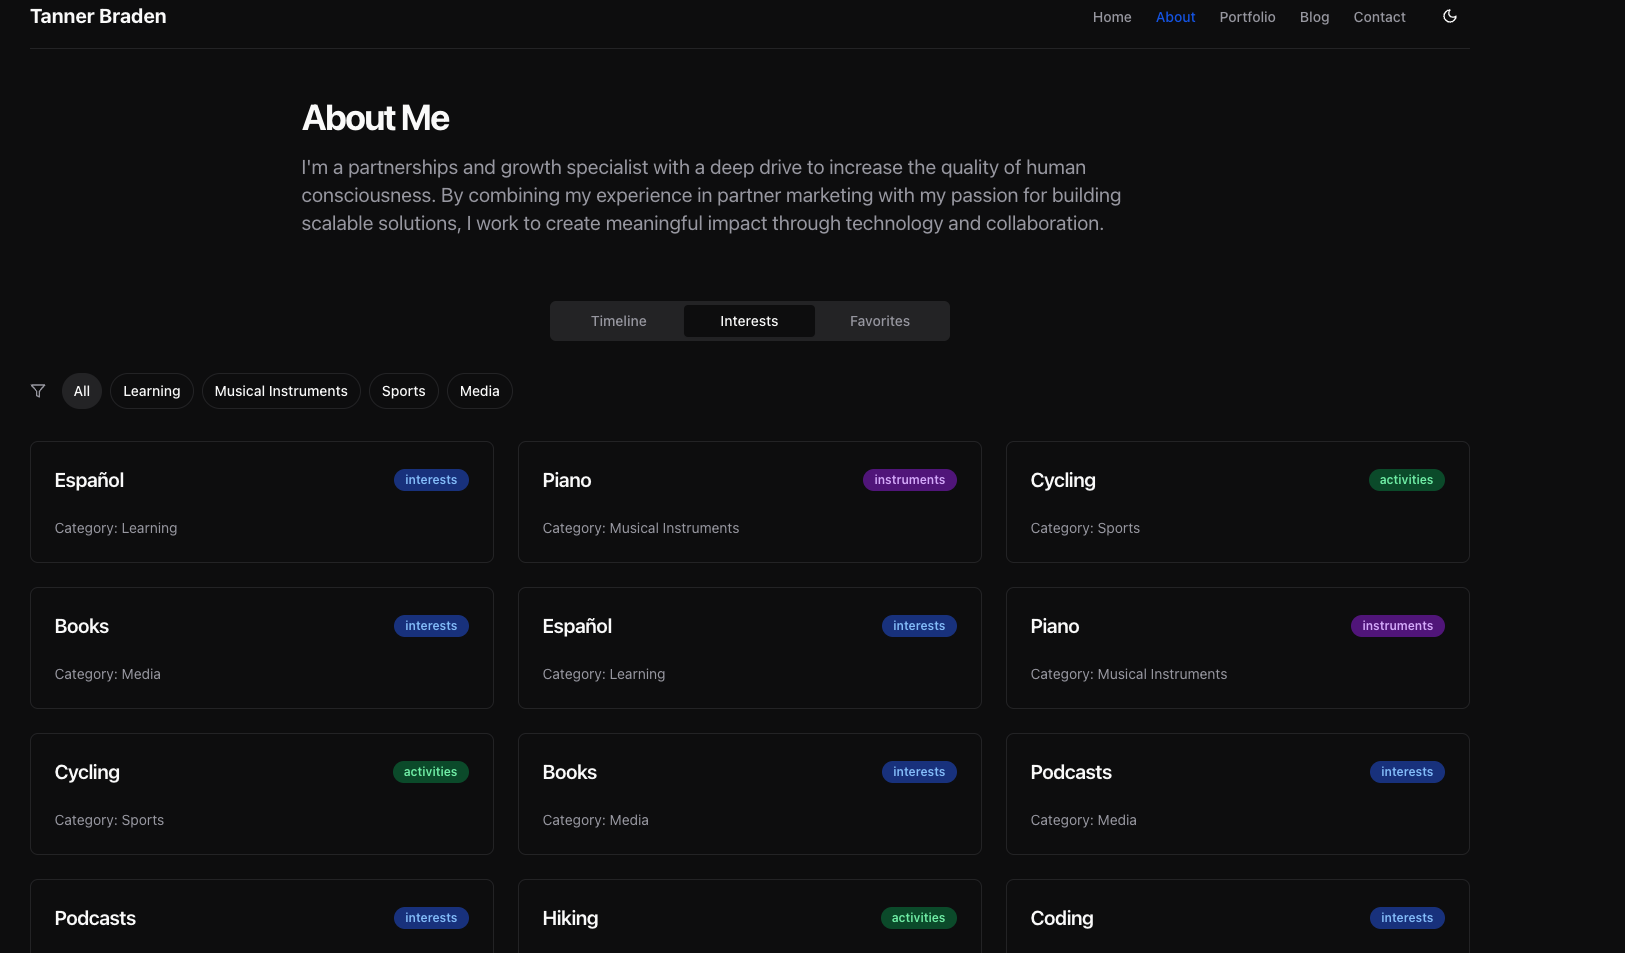 Tanner Braden
Home About Portfolio Blog Contact
About Me
I'm a partnerships and growth specialist with a deep drive to increase the quality of human
consciousness. By combining my experience in partner marketing with my passion for building
scalable solutions, I work to create meaningful impact through technology and collaboration.
Timeline Interests Favorites
All Learning Musical Instruments Sports Media
Español interests
Category: Learning
Piano instruments
Category: Musical Instruments
Cycling activities
Category: Sports
Books interests
Category: Media
Español interests
Category: Learning
Piano instruments
Category: Musical Instruments
Cycling activities
Category: Sports
Books interests
Category: Media
Podcasts interests
Category: Media
Podcasts interests
Hiking activities
Coding interests